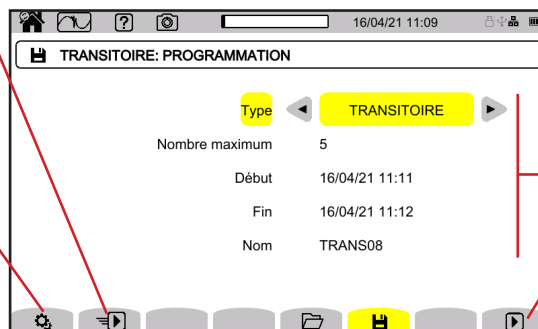 ? 16/04/21 11:09
TRANSITOIRE: PROGRAMMATION
Type TRANSITOIRE
Nombre maximum 5
Début 16/04/21 11:11
Fin 16/04/21 11:12
Nom TRANS08